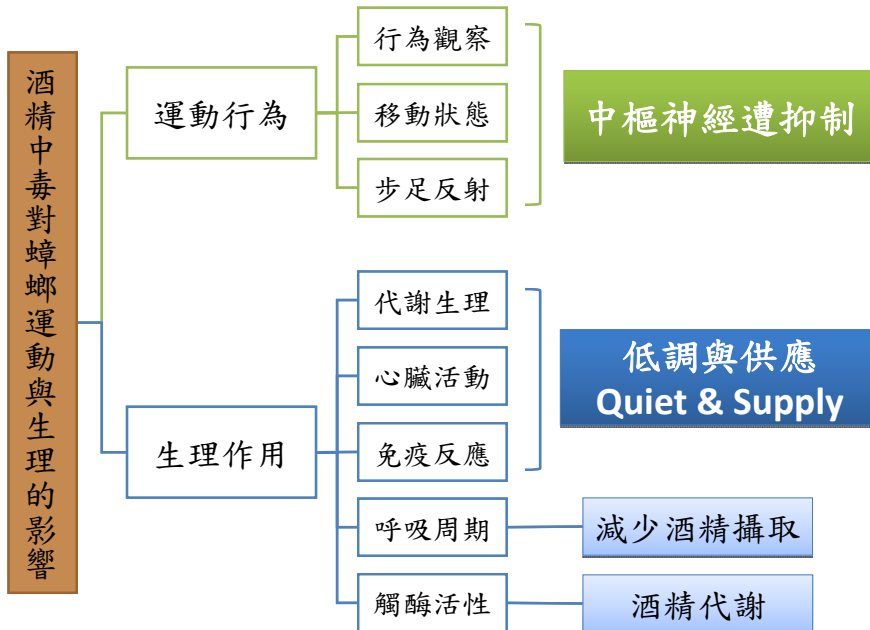 酒精中毒對蟑螂運動與生理的影響
運動行為
行為觀察
移動狀態
步足反射
中樞神經遭抑制
生理作用
代謝生理
心臟活動
免疫反應
低調與供應
Quiet & Supply
呼吸周期
減少酒精攝取
觸酶活性
酒精代謝